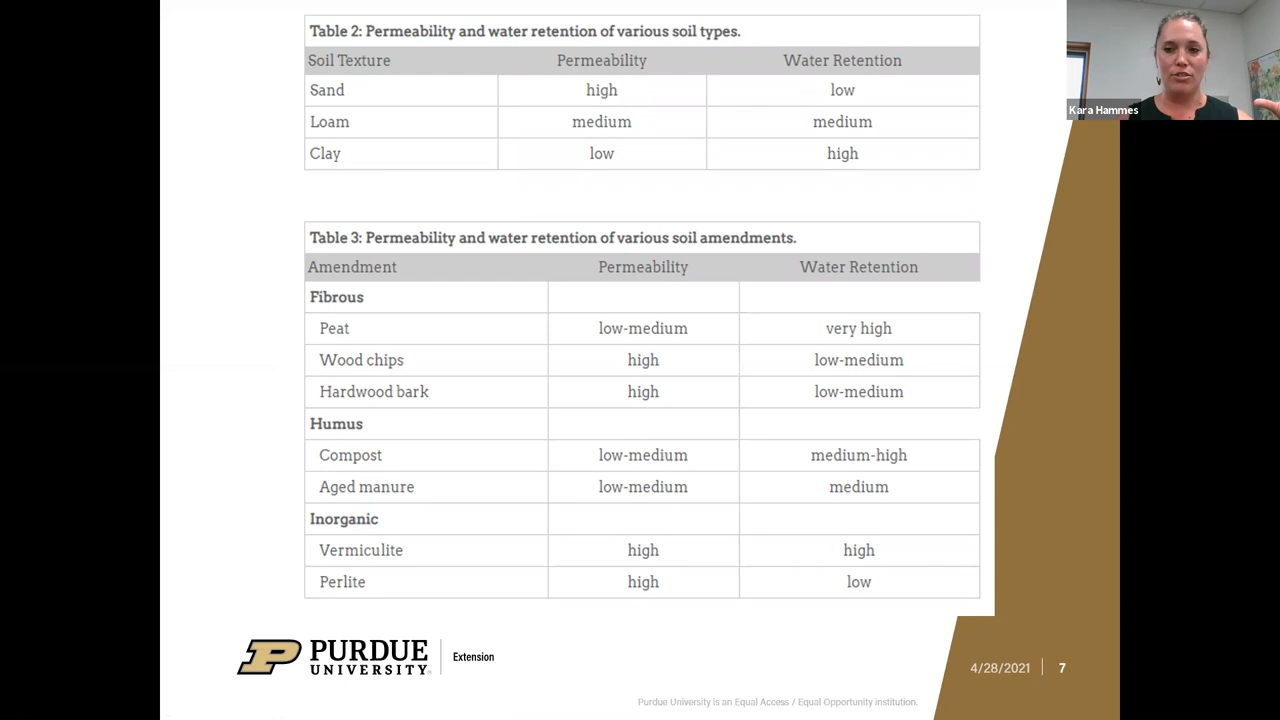 Table 2: Permeability and water retention of various soil types.
Soil Texture Permeability Water Retention
Sand high low
Loam medium medium
Clay low high
Table 3: Permeability and water retention of various soil amendments.
Amendment Permeability Water Retention
Fibrous
Peat low-medium very high
Wood chips high low-medium
Hardwood bark high low-medium
Humus
Compost low-medium medium-high
Aged manure low-medium medium
Inorganic
Vermiculite high high
Perlite high low
Kara Hammes
P PURDUE
UNIVERSITY®
Extension
4/28/2021 7
Purdue University is an Equal Access / Equal Opportunity institution.